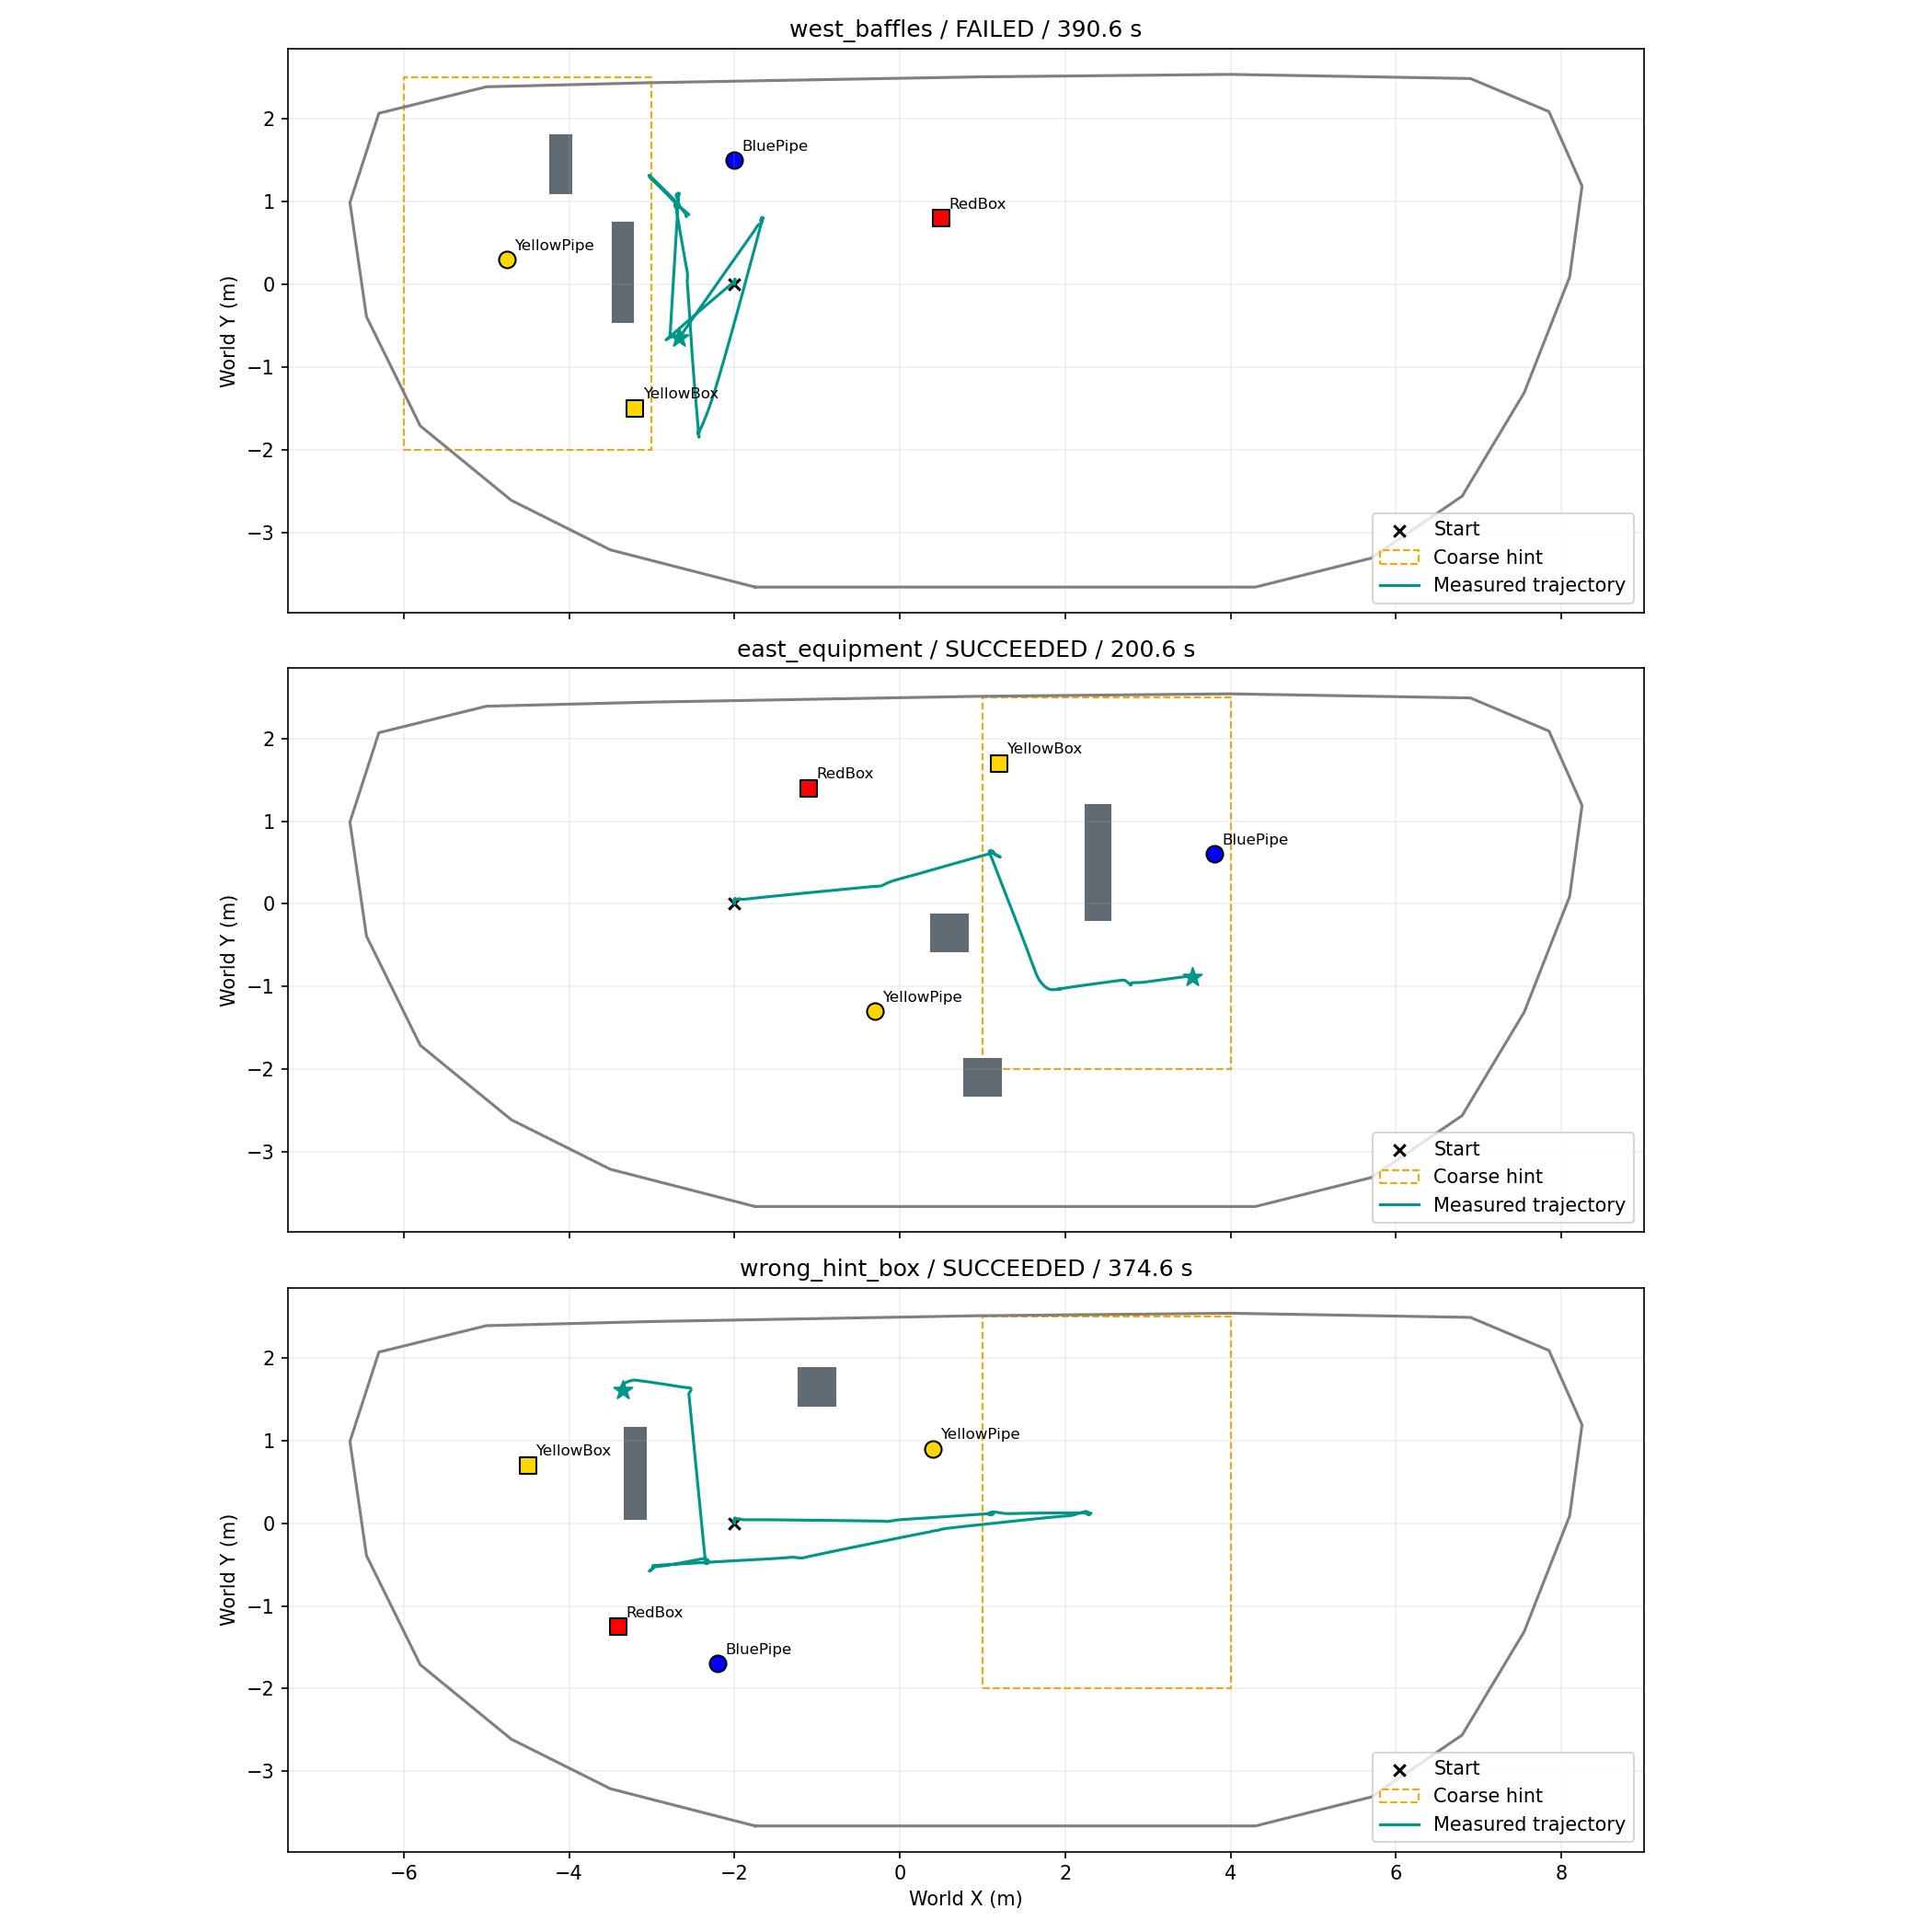 west_baffles / FAILED / 390.6 s
World Y (m)
2
1
0
−1
−2
−3
BluePipe
RedBox
YellowPipe
YellowBox
Start
Coarse hint
Measured trajectory
east_equipment / SUCCEEDED / 200.6 s
World Y (m)
2
1
0
−1
−2
−3
YellowBox
RedBox
BluePipe
YellowPipe
Start
Coarse hint
Measured trajectory
wrong_hint_box / SUCCEEDED / 374.6 s
World Y (m)
2
1
0
−1
−2
−3
YellowPipe
YellowBox
RedBox
BluePipe
Start
Coarse hint
Measured trajectory
−6 −4 −2 0 2 4 6 8
World X (m)